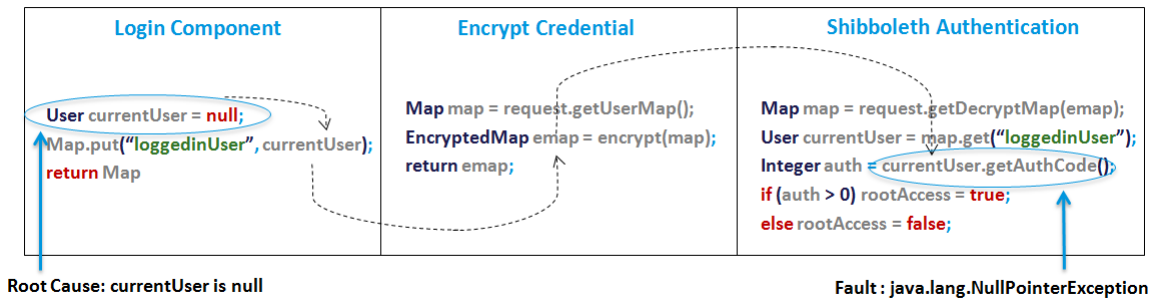 Login Component
User currentUser = null;
Map.put(“loggedinUser”, currentUser);
return Map
Encrypt Credential
Map map = request.getUserMap();
EncryptedMap emap = encrypt(map);
return emap;
Shibboleth Authentication
Map map = request.getDecryptMap(emap);
User currentUser = map.get(“loggedinUser”);
Integer auth = currentUser.getAuthCode();
if (auth > 0) rootAccess = true;
else rootAccess = false;
Root Cause: currentUser is null
Fault : java.lang.NullPointerException